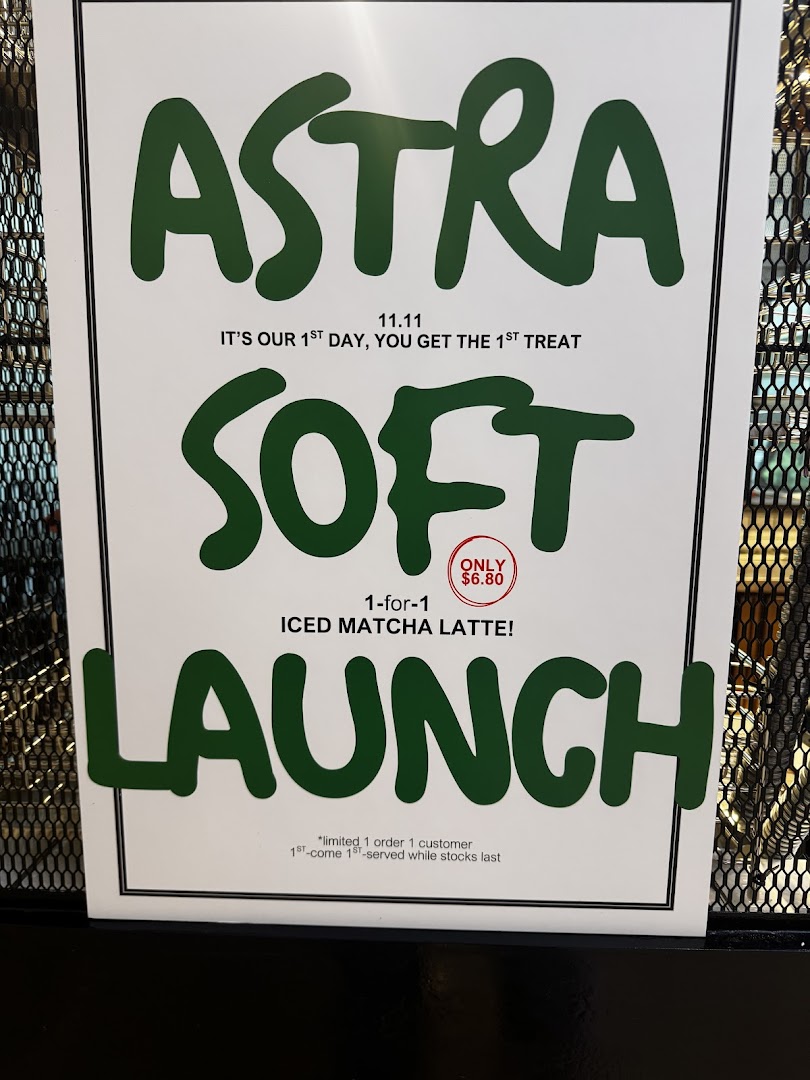 ASTRA
11.11
IT'S OUR 1ST DAY, YOU GET THE 1ST TREAT
SOFT
ONLY
$6.80
1-for-1
ICED MATCHA LATTE!
LAUNCH
*limited 1 order 1 customer
1ST-come 1ST-served while stocks last